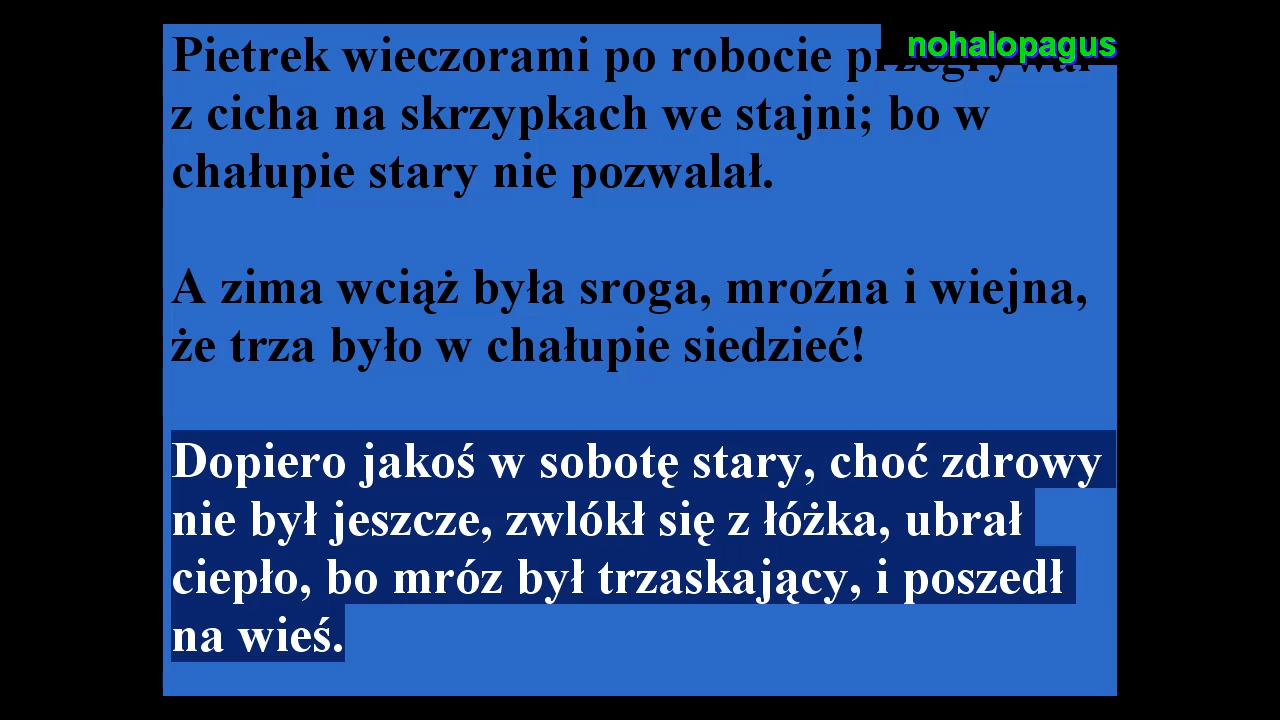 Pietrek wieczorami po robocie przegrywał
nohalopagus
z cicha na skrzypkach we stajni; bo w
chałupie stary nie pozwalał.
A zima wciąż była sroga, mroźna i wiejna,
że trza było w chałupie siedzieć!
Dopiero jakoś w sobotę stary, choć zdrowy
nie był jeszcze, zwlókł się z łóżka, ubrał
ciepło, bo mróz był trzaskający, i poszedł
na wieś.